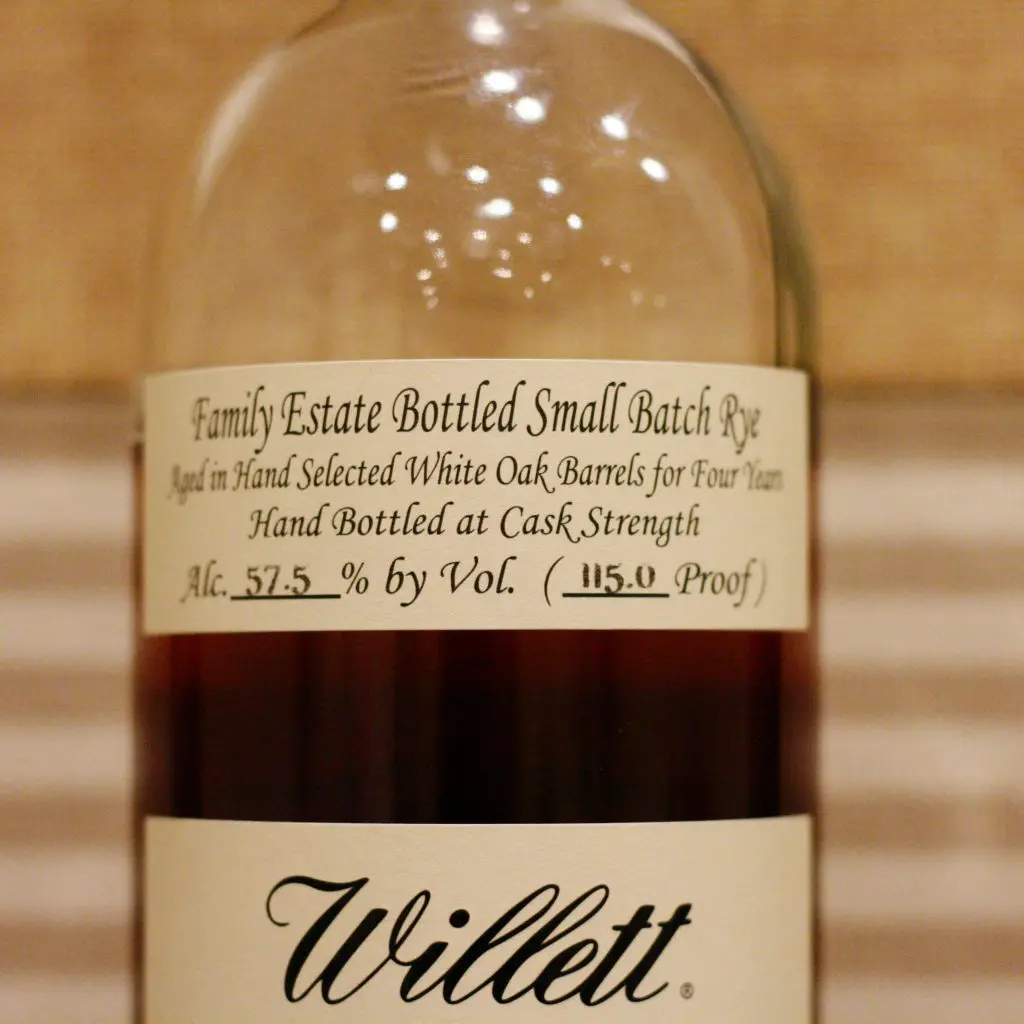 Family Estate Bottled Small Batch Rye
Aged in Hand Selected White Oak Barrels for Four Years
Hand Bottled at Cask Strength
Alc. 57.5 % by Vol. ( 115.0 Proof )
Willett ®